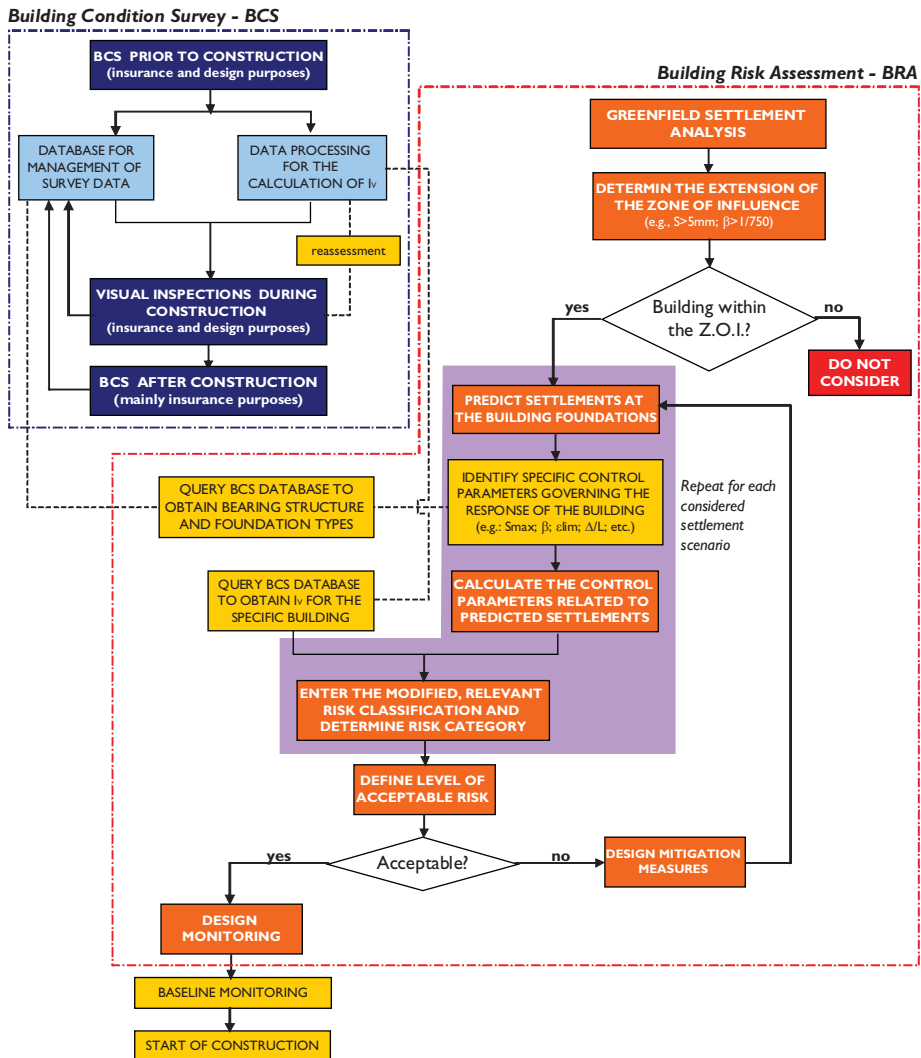 Building Condition Survey - BCS
BCS PRIOR TO CONSTRUCTION
(insurance and design purposes)
DATABASE FOR
MANAGEMENT OF
SURVEY DATA
DATA PROCESSING
FOR THE
CALCULATION OF Iv
reassessment
VISUAL INSPECTIONS DURING
CONSTRUCTION
(insurance and design purposes)
BCS AFTER CONSTRUCTION
(mainly insurance purposes)
Building Risk Assessment - BRA
GREENFIELD SETTLEMENT
ANALYSIS
DETERMIN THE EXTENSION OF
THE ZONE OF INFLUENCE
(e.g., S>5mm; β>1/750)
yes
Building within
the Z.O.I.?
no
DO NOT
CONSIDER
PREDICT SETTLEMENTS AT
THE BUILDING FOUNDATIONS
QUERY BCS DATABASE TO
OBTAIN BEARING STRUCTURE
AND FOUNDATION TYPES
IDENTIFY SPECIFIC CONTROL
PARAMETERS GOVERNING THE
RESPONSE OF THE BUILDING
(e.g.: Smax; β; εlim; Δ/L; etc.)
Repeat for each
considered
settlement
scenario
QUERY BCS DATABASE
TO OBTAIN Iv FOR THE
SPECIFIC BUILDING
CALCULATE THE CONTROL
PARAMETERS RELATED TO
PREDICTED SETTLEMENTS
ENTER THE MODIFIED, RELEVANT
RISK CLASSIFICATION AND
DETERMINE RISK CATEGORY
DEFINE LEVEL OF
ACCEPTABLE RISK
yes
Acceptable?
no
DESIGN MITIGATION
MEASURES
DESIGN
MONITORING
BASELINE MONITORING
START OF CONSTRUCTION